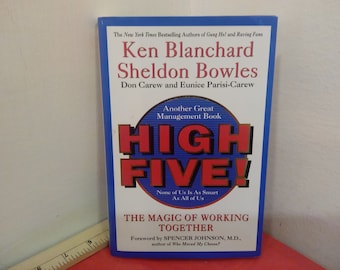 The New York Times Bestselling Authors of Gung Ho! and Raving Fans
Ken Blanchard
Sheldon Bowles
Don Carew and Eunice Parisi-Carew
Another Great
Management Book
HIGH
FIVE!
None of Us Is As Smart
As All of Us
THE MAGIC OF WORKING
TOGETHER
Foreword by SPENCER JOHNSON, M.D.,
author of Who Moved My Cheese?